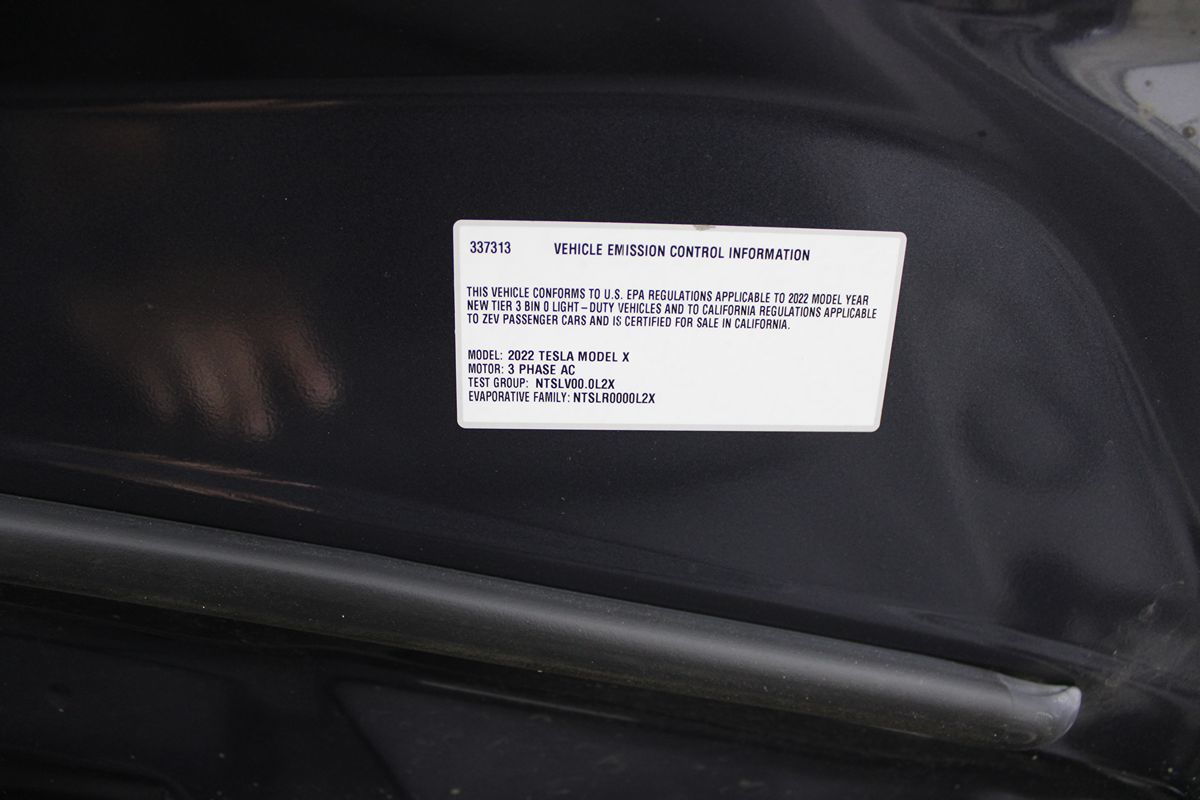 337313 VEHICLE EMISSION CONTROL INFORMATION
THIS VEHICLE CONFORMS TO U.S. EPA REGULATIONS APPLICABLE TO 2022 MODEL YEAR
NEW TIER 3 BIN 0 LIGHT-DUTY VEHICLES AND TO CALIFORNIA REGULATIONS APPLICABLE
TO ZEV PASSENGER CARS AND IS CERTIFIED FOR SALE IN CALIFORNIA.
MODEL: 2022 TESLA MODEL X
MOTOR: 3 PHASE AC
TEST GROUP: NTSLV00.0L2X
EVAPORATIVE FAMILY: NTSLR0000L2X